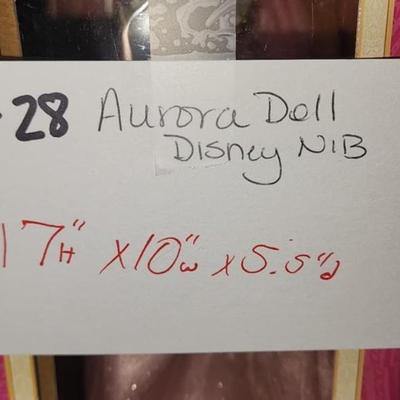 -28 Aurora Doll
Disney NIB
17"H x10"w x5.5"d